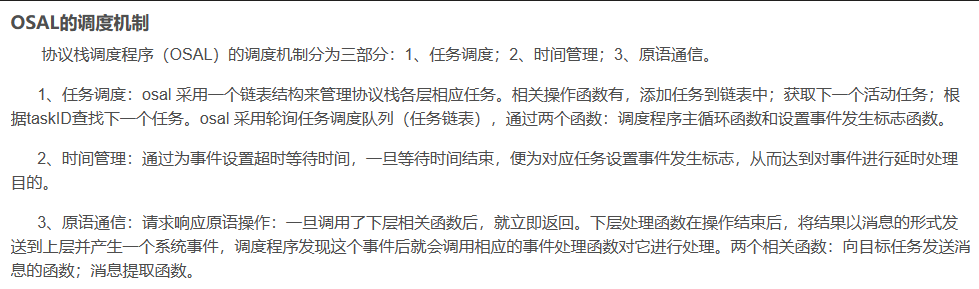 OSAL的调度机制
协议栈调度程序（OSAL）的调度机制分为三部分：1、任务调度；2、时间管理；3、原语通信。
1、任务调度：osal 采用一个链表结构来管理协议栈各层相应任务。相关操作函数有，添加任务到链表中；获取下一个活动任务；根
据taskID查找下一个任务。osal 采用轮询任务调度队列（任务链表），通过两个函数：调度程序主循环函数和设置事件发生标志函数。
2、时间管理：通过为事件设置超时等待时间，一旦等待时间结束，便为对应任务设置事件发生标志，从而达到对事件进行延时处理
目的。
3、原语通信：请求响应原语操作：一旦调用了下层相关函数后，就立即返回。下层处理函数在操作结束后，将结果以消息的形式发
送到上层并产生一个系统事件，调度程序发现这个事件后就会调用相应的事件处理函数对它进行处理。两个相关函数：向目标任务发送消
息的函数；消息提取函数。